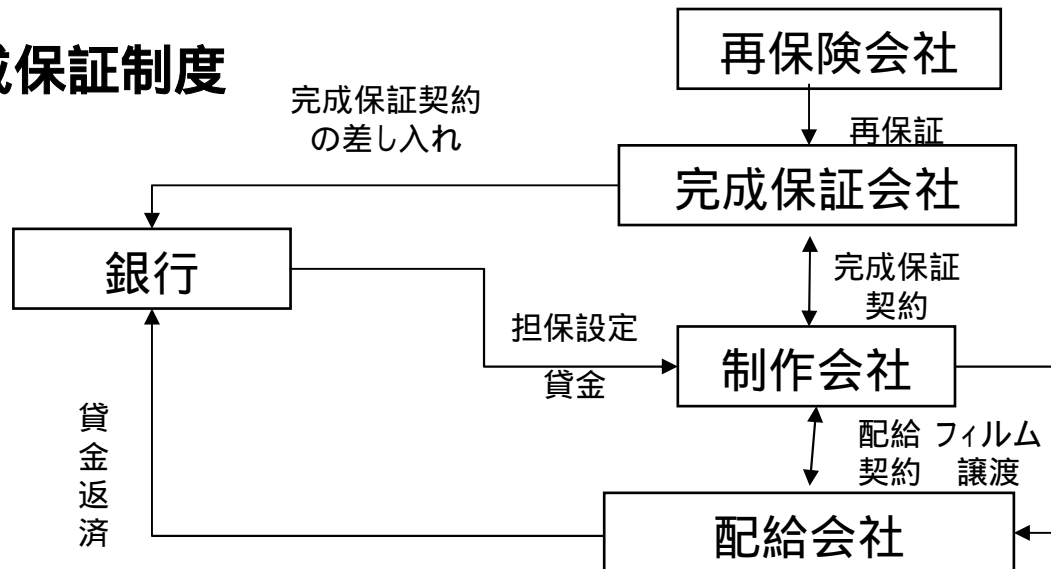 成保証制度
再保険会社
完成保証契約
の差し入れ
再保証
完成保証会社
銀行
完成保証
契約
担保設定
貸金
制作会社
貸
金
返
済
配給 フィルム
契約 譲渡
配給会社